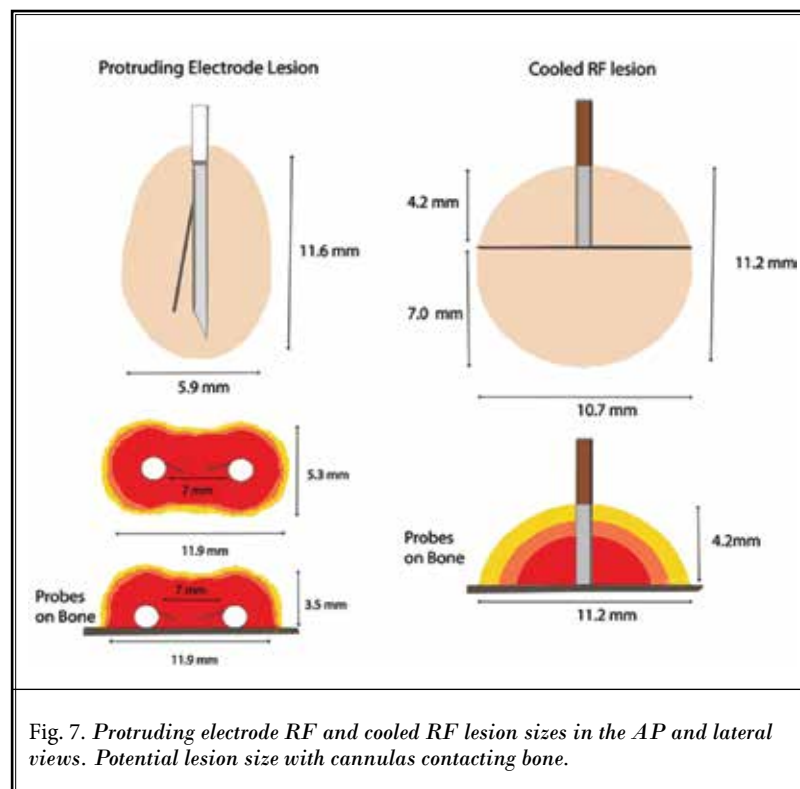 Protruding Electrode Lesion
11.6 mm
5.9 mm
7 mm
5.3 mm
11.9 mm
Probes
on Bone
7 mm
3.5 mm
11.9 mm
Cooled RF lesion
4.2 mm
7.0 mm
11.2 mm
10.7 mm
Probes
on Bone
4.2mm
11.2 mm
Fig. 7. Protruding electrode RF and cooled RF lesion sizes in the AP and lateral
views. Potential lesion size with cannulas contacting bone.